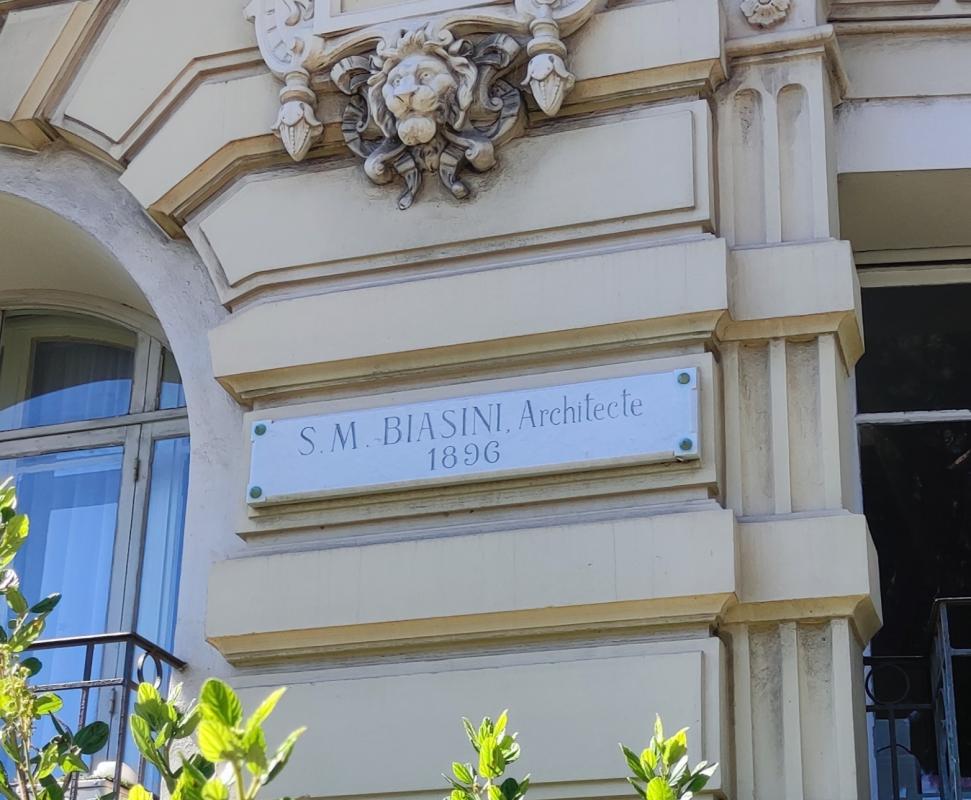 S.M. BIASINI, Architecte
1896